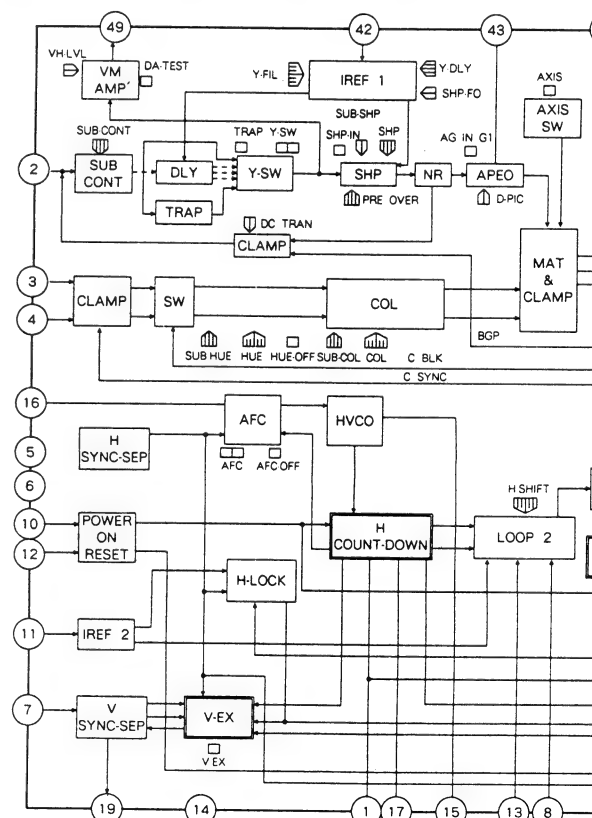 49
42
43
VH·LVL
DA·TEST
VM
AMP'
Y·FIL
IREF 1
Y·DLY
SHP·FO
AXIS
AXIS
SW
SUB·CONT
TRAP Y·SW
SUB·SHP
SHP·IN
SHP
AG IN G1
2
SUB
CONT
DLY
Y·SW
SHP
NR
APEO
TRAP
PRE OVER
D·PIC
DC TRAN
CLAMP
3
4
CLAMP
SW
COL
MAT
&
CLAMP
SUB HUE
HUE
HUE·OFF
SUB·COL
COL
C BLK
BGP
C SYNC
16
AFC
HVCO
5
H
SYNC·SEP
AFC
AFC OFF
6
H SHIFT
10
12
POWER
ON
RESET
H
COUNT·DOWN
LOOP 2
H·LOCK
11
IREF 2
7
V
SYNC·SEP
V·EX
V EX
19
14
1
17
15
13
8